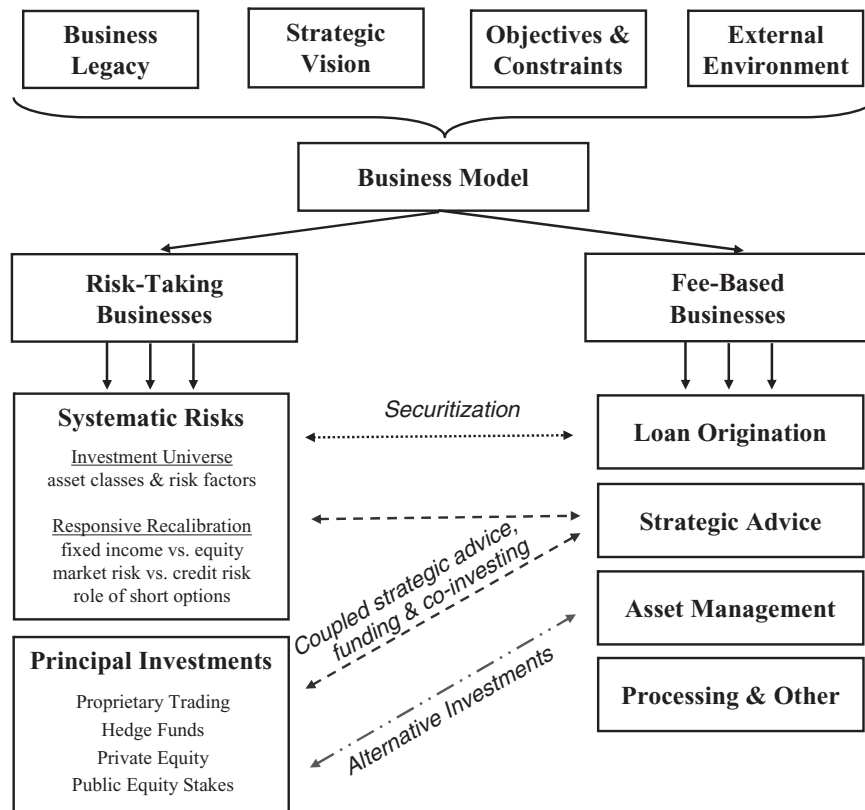 Business
Legacy
Strategic
Vision
Objectives &
Constraints
External
Environment
Business Model
Risk-Taking
Businesses
Fee-Based
Businesses
Systematic Risks
Investment Universe
asset classes & risk factors
Responsive Recalibration
fixed income vs. equity
market risk vs. credit risk
role of short options
Principal Investments
Proprietary Trading
Hedge Funds
Private Equity
Public Equity Stakes
Securitization
Coupled strategic advice,
funding & co-investing
Alternative Investments
Loan Origination
Strategic Advice
Asset Management
Processing & Other